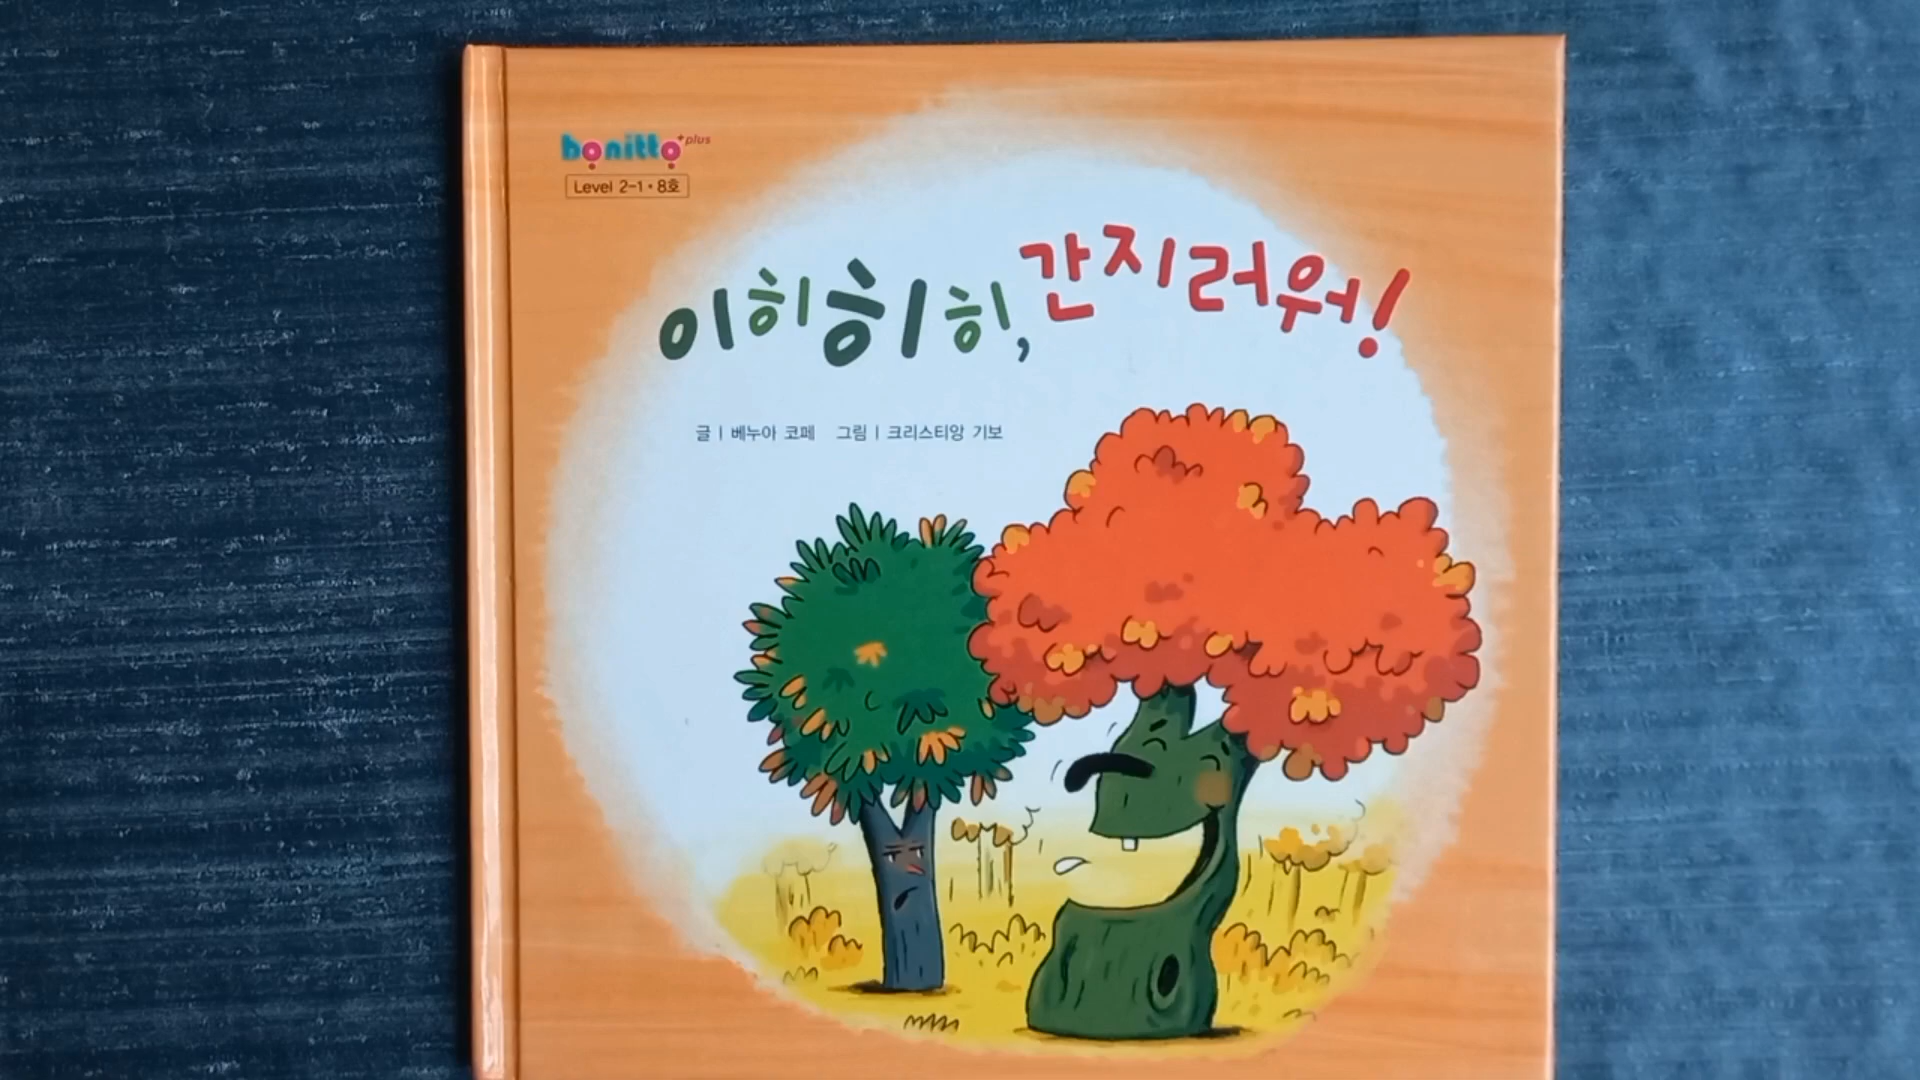 bonitto +plus
Level 2-1 • 8호
이히히히, 간지러워!
글 | 베누아 코페 그림 | 크리스티앙 기보